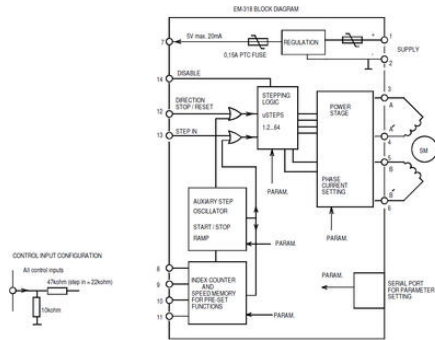 EM-318 BLOCK DIAGRAM
7
5V max. 20mA
0,15A PTC FUSE
REGULATION
+
1
SUPPLY
-
2
14
DISABLE
12
DIRECTION
STOP / RESET
13
STEP IN
STEPPING
LOGIC
uSTEPS
1:2...64
POWER
STAGE
PHASE
CURRENT
SETTING
3
A
A'
4
5
B
B'
6
SM
PARAM.
PARAM.
AUXIARY STEP
OSCILLATOR
START / STOP
RAMP
PARAM.
8
9
10
11
INDEX COUNTER
AND
SPEED MEMORY
FOR PRE-SET
FUNCTIONS
PARAM.
PARAM.
SERIAL PORT
FOR PARAMETER
SETTING
CONTROL INPUT CONFIGURATION
All control inputs
47kohm (step in = 22kohm)
10kohm